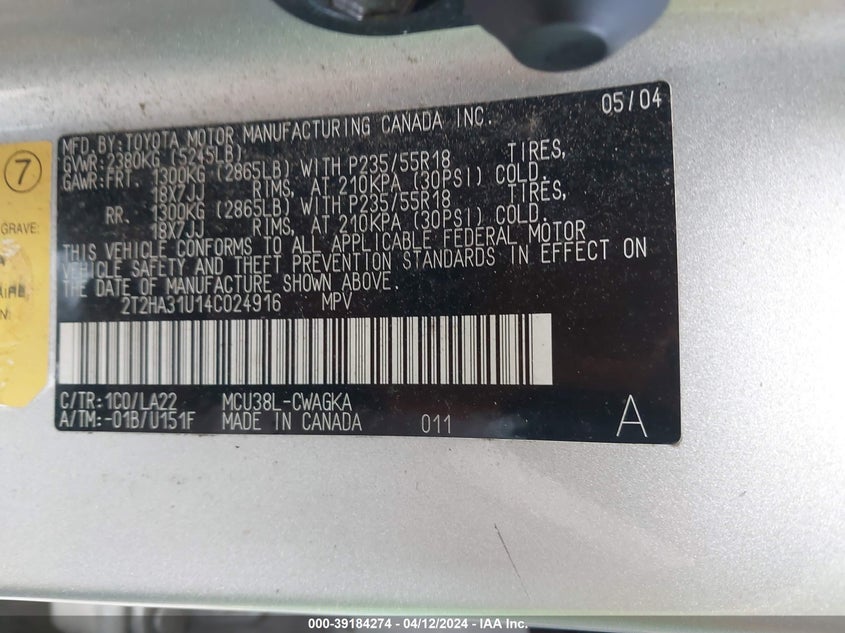 05/04
MFD. BY: TOYOTA MOTOR MANUFACTURING CANADA INC.
GVWR: 2380KG (5245LB)
GAWR: FRT. 1300KG (2865LB) WITH P235/55R18 TIRES,
18X7JJ RIMS, AT 210KPA (30PSI) COLD.
RR. 1300KG (2865LB) WITH P235/55R18 TIRES,
18X7JJ RIMS, AT 210KPA (30PSI) COLD.
THIS VEHICLE CONFORMS TO ALL APPLICABLE FEDERAL MOTOR
VEHICLE SAFETY AND THEFT PREVENTION STANDARDS IN EFFECT ON
THE DATE OF MANUFACTURE SHOWN ABOVE.
2T2HA31U14C024916 MPV
C/TR: 1C0/LA22 MCU38L-CWAGKA
A/TM: -01B/U151F MADE IN CANADA 011 A
7
GRAVE:
000-39184274 - 04/12/2024 - IAA Inc.